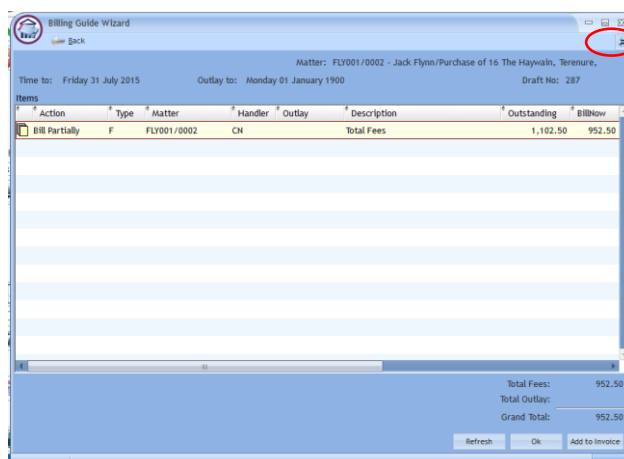 Billing Guide Wizard
Back
Matter: FLY001/0002 - Jack Flynn/Purchase of 16 The Haywain, Terenure,
Time to: Friday 31 July 2015 Outlay to: Monday 01 January 1900 Draft No: 287
Items
Action Type Matter Handler Outlay Description Outstanding BillNow
Bill Partially F FLY001/0002 CN Total Fees 1,102.50 952.50
Total Fees: 952.50
Total Outlay:
Grand Total: 952.50
Refresh Ok Add to Invoice